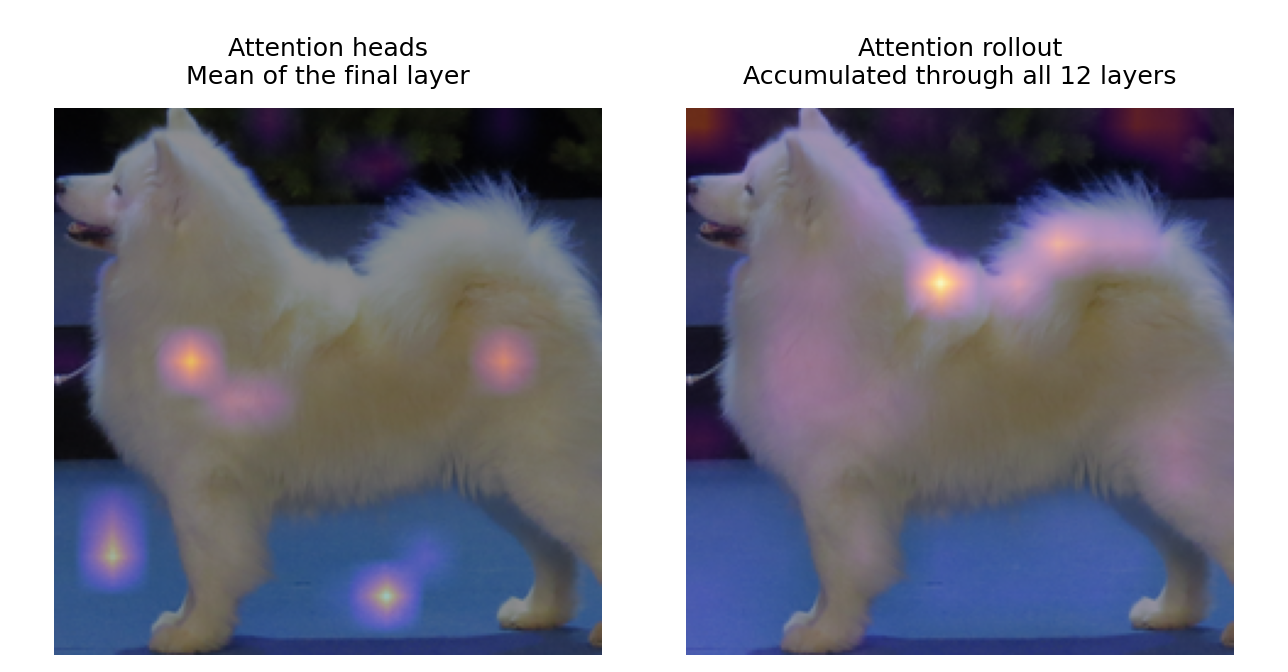 Attention heads
Mean of the final layer
Attention rollout
Accumulated through all 12 layers